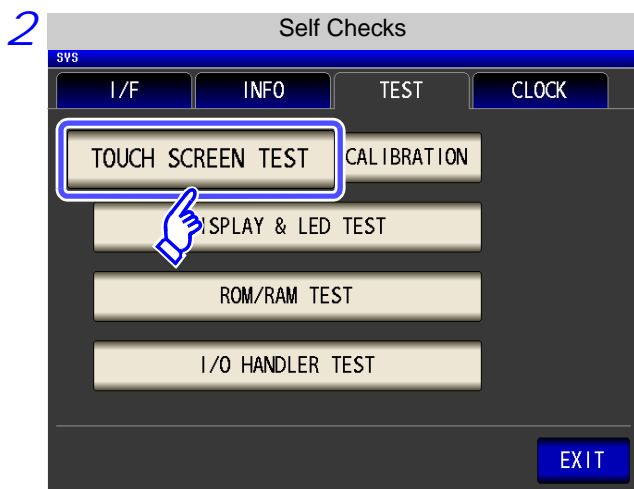 2
Self Checks
SYS
I/F INFO TEST CLOCK
TOUCH SCREEN TEST CALIBRATION
ISPLAY & LED TEST
ROM/RAM TEST
I/O HANDLER TEST
EXIT